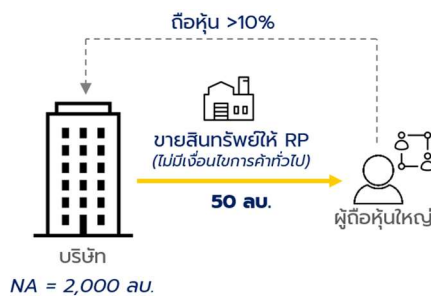 ถือหุ้น >10%
ขายสินทรัพย์ให้ RP
(ไม่มีเงื่อนไขการค้าทั่วไป)
50 ลบ.
ผู้ถือหุ้นใหญ่
บริษัท
NA = 2,000 ลบ.